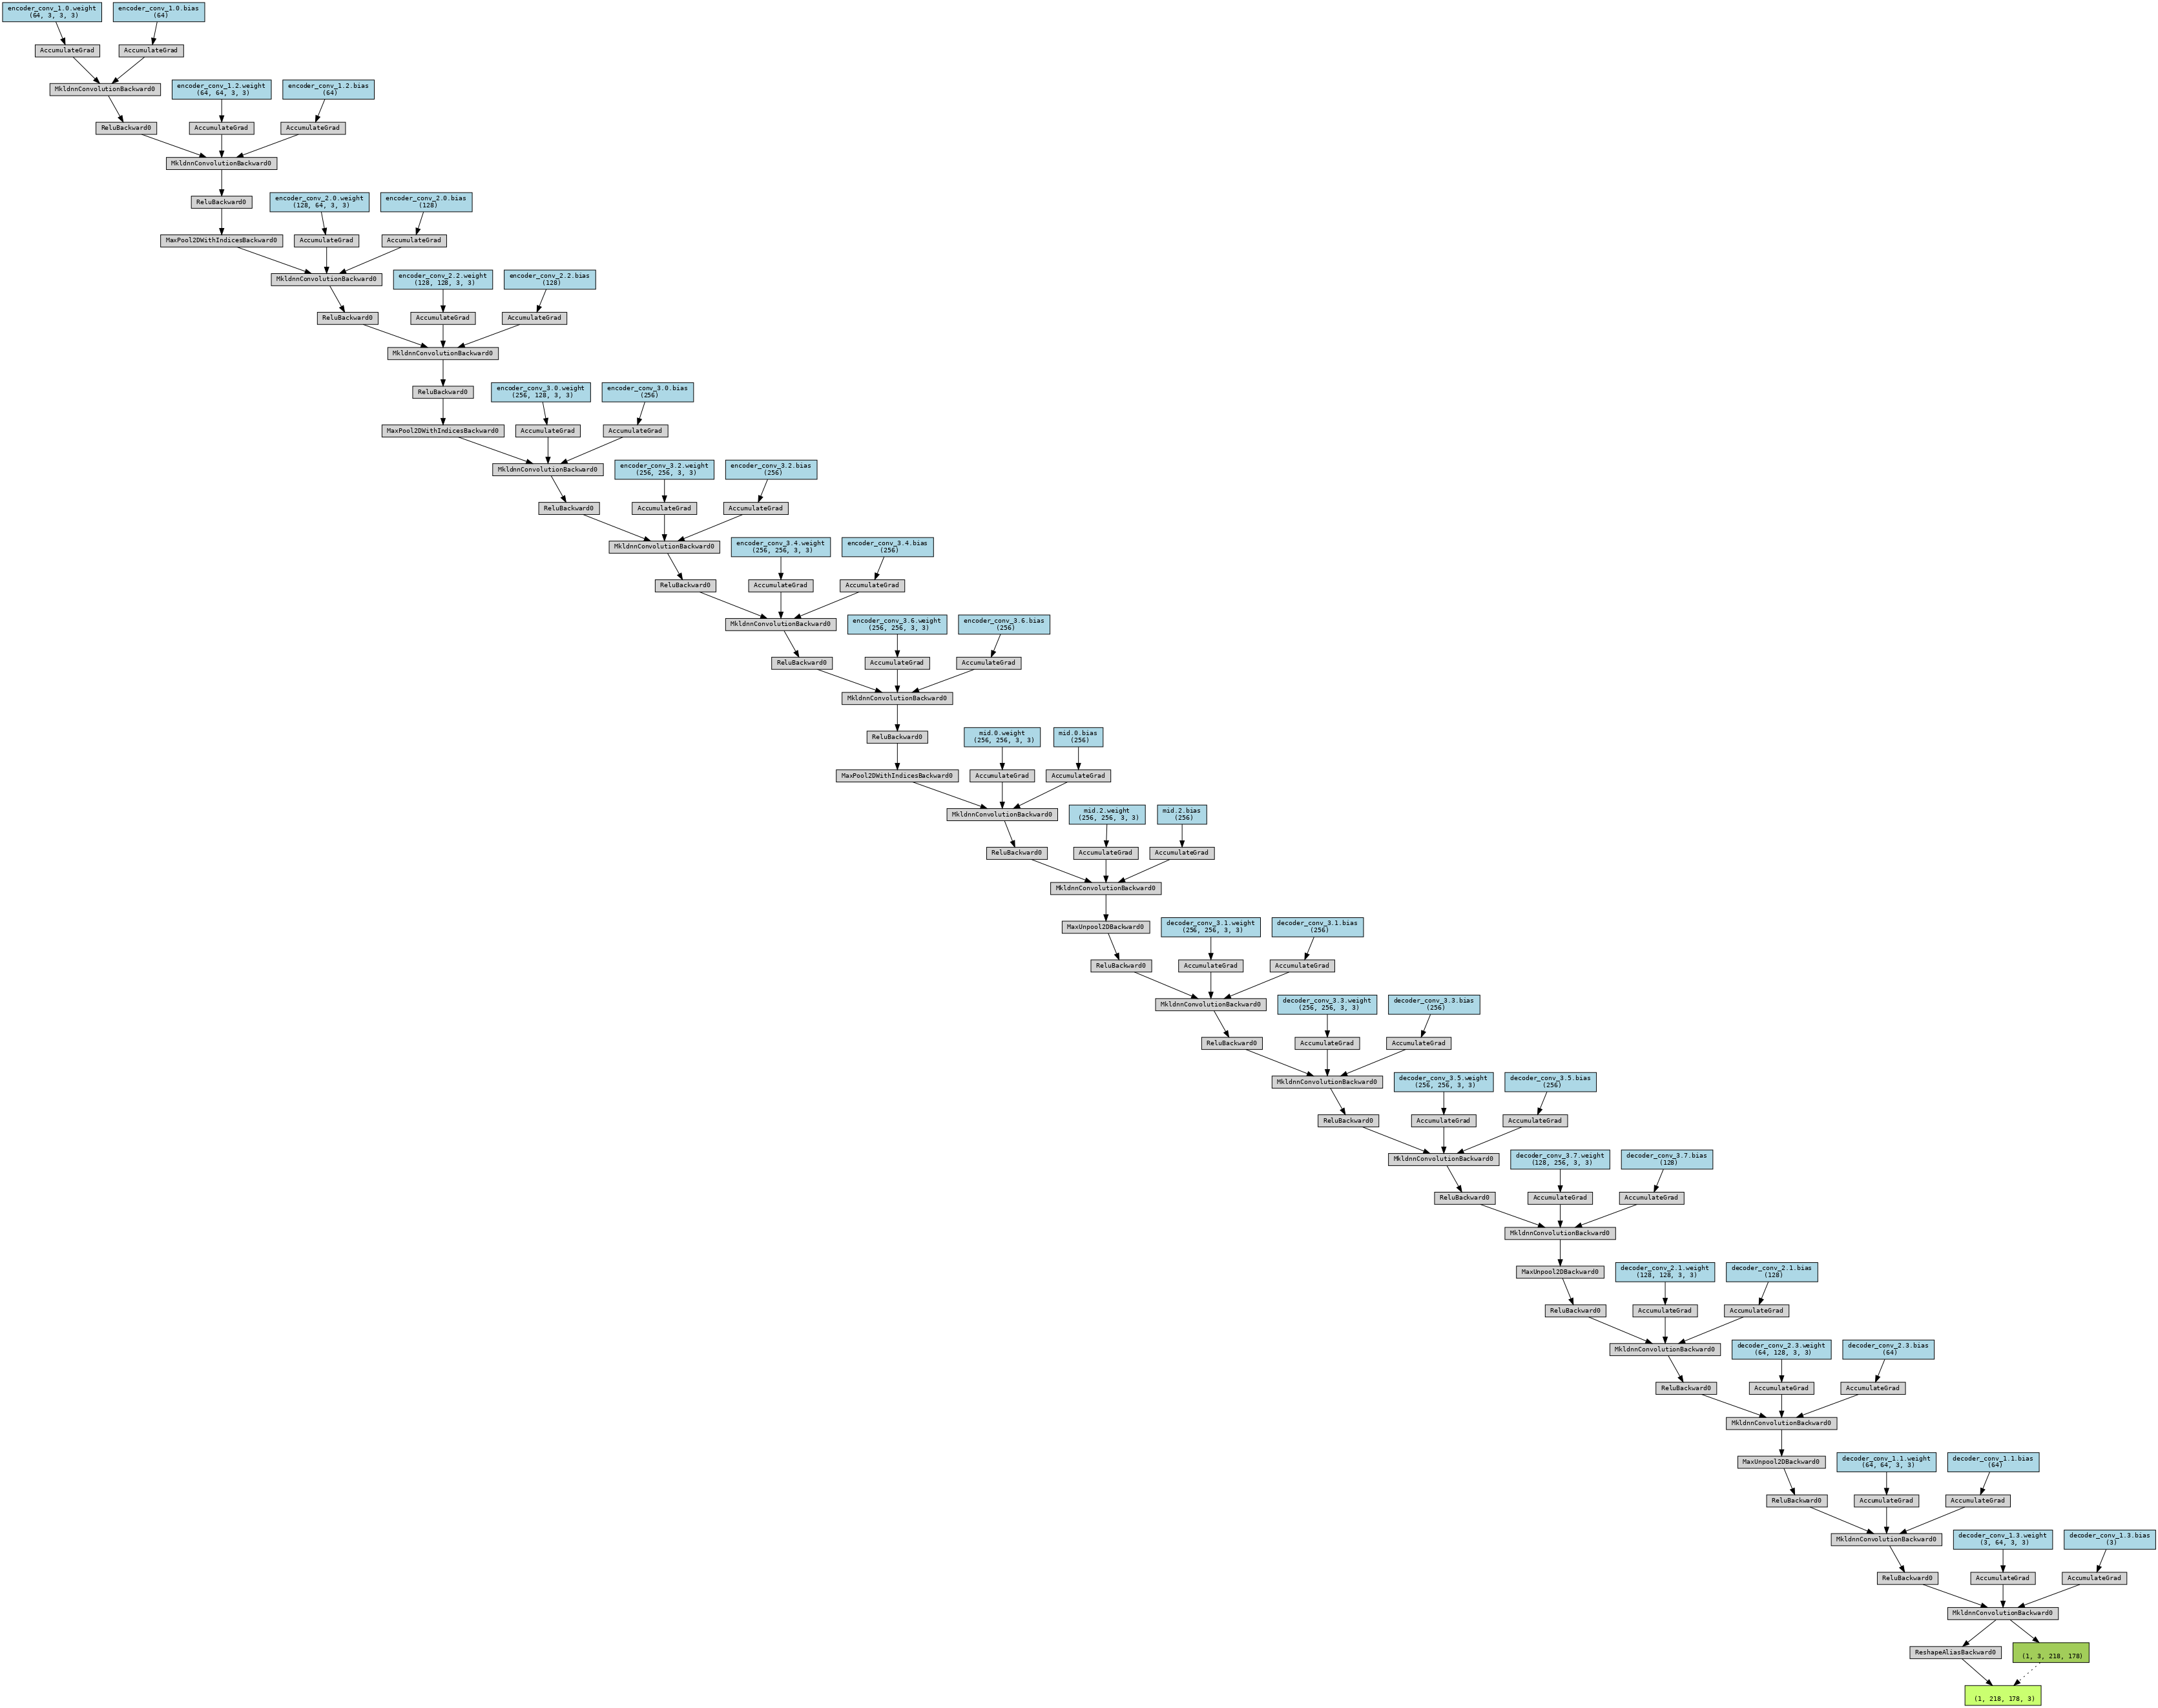 encoder_conv_1.0.weight
(64, 3, 3, 3)
encoder_conv_1.0.bias
(64)
AccumulateGrad
AccumulateGrad
MkldnnConvolutionBackward0
encoder_conv_1.2.weight
(64, 64, 3, 3)
encoder_conv_1.2.bias
(64)
ReluBackward0
AccumulateGrad
AccumulateGrad
MkldnnConvolutionBackward0
ReluBackward0
encoder_conv_2.0.weight
(128, 64, 3, 3)
encoder_conv_2.0.bias
(128)
MaxPool2DWithIndicesBackward0
AccumulateGrad
AccumulateGrad
MkldnnConvolutionBackward0
encoder_conv_2.2.weight
(128, 128, 3, 3)
encoder_conv_2.2.bias
(128)
ReluBackward0
AccumulateGrad
AccumulateGrad
MkldnnConvolutionBackward0
ReluBackward0
encoder_conv_3.0.weight
(256, 128, 3, 3)
encoder_conv_3.0.bias
(256)
MaxPool2DWithIndicesBackward0
AccumulateGrad
AccumulateGrad
MkldnnConvolutionBackward0
encoder_conv_3.2.weight
(256, 256, 3, 3)
encoder_conv_3.2.bias
(256)
ReluBackward0
AccumulateGrad
AccumulateGrad
MkldnnConvolutionBackward0
encoder_conv_3.4.weight
(256, 256, 3, 3)
encoder_conv_3.4.bias
(256)
ReluBackward0
AccumulateGrad
AccumulateGrad
MkldnnConvolutionBackward0
encoder_conv_3.6.weight
(256, 256, 3, 3)
encoder_conv_3.6.bias
(256)
ReluBackward0
AccumulateGrad
AccumulateGrad
MkldnnConvolutionBackward0
ReluBackward0
mid.0.weight
(256, 256, 3, 3)
mid.0.bias
(256)
MaxPool2DWithIndicesBackward0
AccumulateGrad
AccumulateGrad
MkldnnConvolutionBackward0
mid.2.weight
(256, 256, 3, 3)
mid.2.bias
(256)
ReluBackward0
AccumulateGrad
AccumulateGrad
MkldnnConvolutionBackward0
MaxUnpool2DBackward0
decoder_conv_3.1.weight
(256, 256, 3, 3)
decoder_conv_3.1.bias
(256)
ReluBackward0
AccumulateGrad
AccumulateGrad
MkldnnConvolutionBackward0
decoder_conv_3.3.weight
(256, 256, 3, 3)
decoder_conv_3.3.bias
(256)
ReluBackward0
AccumulateGrad
AccumulateGrad
MkldnnConvolutionBackward0
decoder_conv_3.5.weight
(256, 256, 3, 3)
decoder_conv_3.5.bias
(256)
ReluBackward0
AccumulateGrad
AccumulateGrad
MkldnnConvolutionBackward0
decoder_conv_3.7.weight
(128, 256, 3, 3)
decoder_conv_3.7.bias
(128)
ReluBackward0
AccumulateGrad
AccumulateGrad
MkldnnConvolutionBackward0
MaxUnpool2DBackward0
decoder_conv_2.1.weight
(128, 128, 3, 3)
decoder_conv_2.1.bias
(128)
ReluBackward0
AccumulateGrad
AccumulateGrad
MkldnnConvolutionBackward0
decoder_conv_2.3.weight
(64, 128, 3, 3)
decoder_conv_2.3.bias
(64)
ReluBackward0
AccumulateGrad
AccumulateGrad
MkldnnConvolutionBackward0
MaxUnpool2DBackward0
decoder_conv_1.1.weight
(64, 64, 3, 3)
decoder_conv_1.1.bias
(64)
ReluBackward0
AccumulateGrad
AccumulateGrad
MkldnnConvolutionBackward0
decoder_conv_1.3.weight
(3, 64, 3, 3)
decoder_conv_1.3.bias
(3)
ReluBackward0
AccumulateGrad
AccumulateGrad
MkldnnConvolutionBackward0
ReshapeAliasBackward0
(1, 3, 218, 178)
(1, 218, 178, 3)